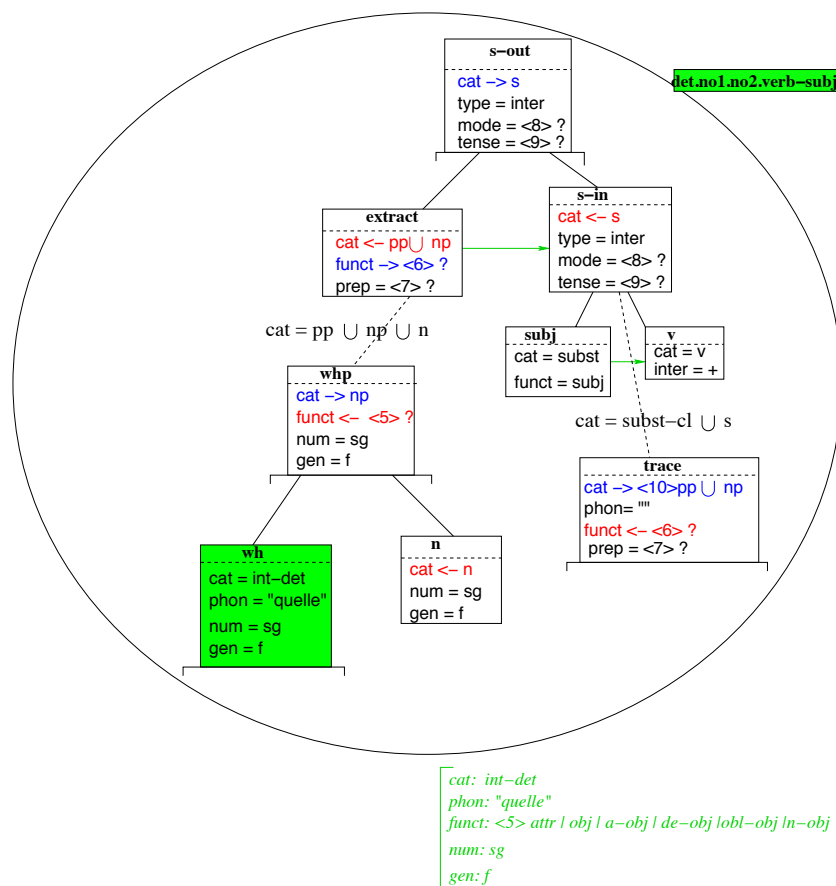 s-out
det.no1.no2.verb-subj
cat -> s
type = inter
mode = <8> ?
tense = <9> ?
s-in
extract
cat <- s
type = inter
mode = <8> ?
tense = <9> ?
cat <- pp ∪ np
funct -> <6> ?
prep = <7> ?
cat = pp ∪ np ∪ n
subj
cat = subst
funct = subj
v
cat = v
inter = +
whp
cat -> np
funct <- <5> ?
num = sg
gen = f
cat = subst-cl ∪ s
trace
cat -> <10>pp ∪ np
phon= ""
funct <- <6> ?
prep = <7> ?
wh
cat = int-det
phon = "quelle"
num = sg
gen = f
n
cat <- n
num = sg
gen = f
cat: int-det
phon: "quelle"
funct: <5> attr | obj | a-obj | de-obj |obl-obj |n-obj
num: sg
gen: f